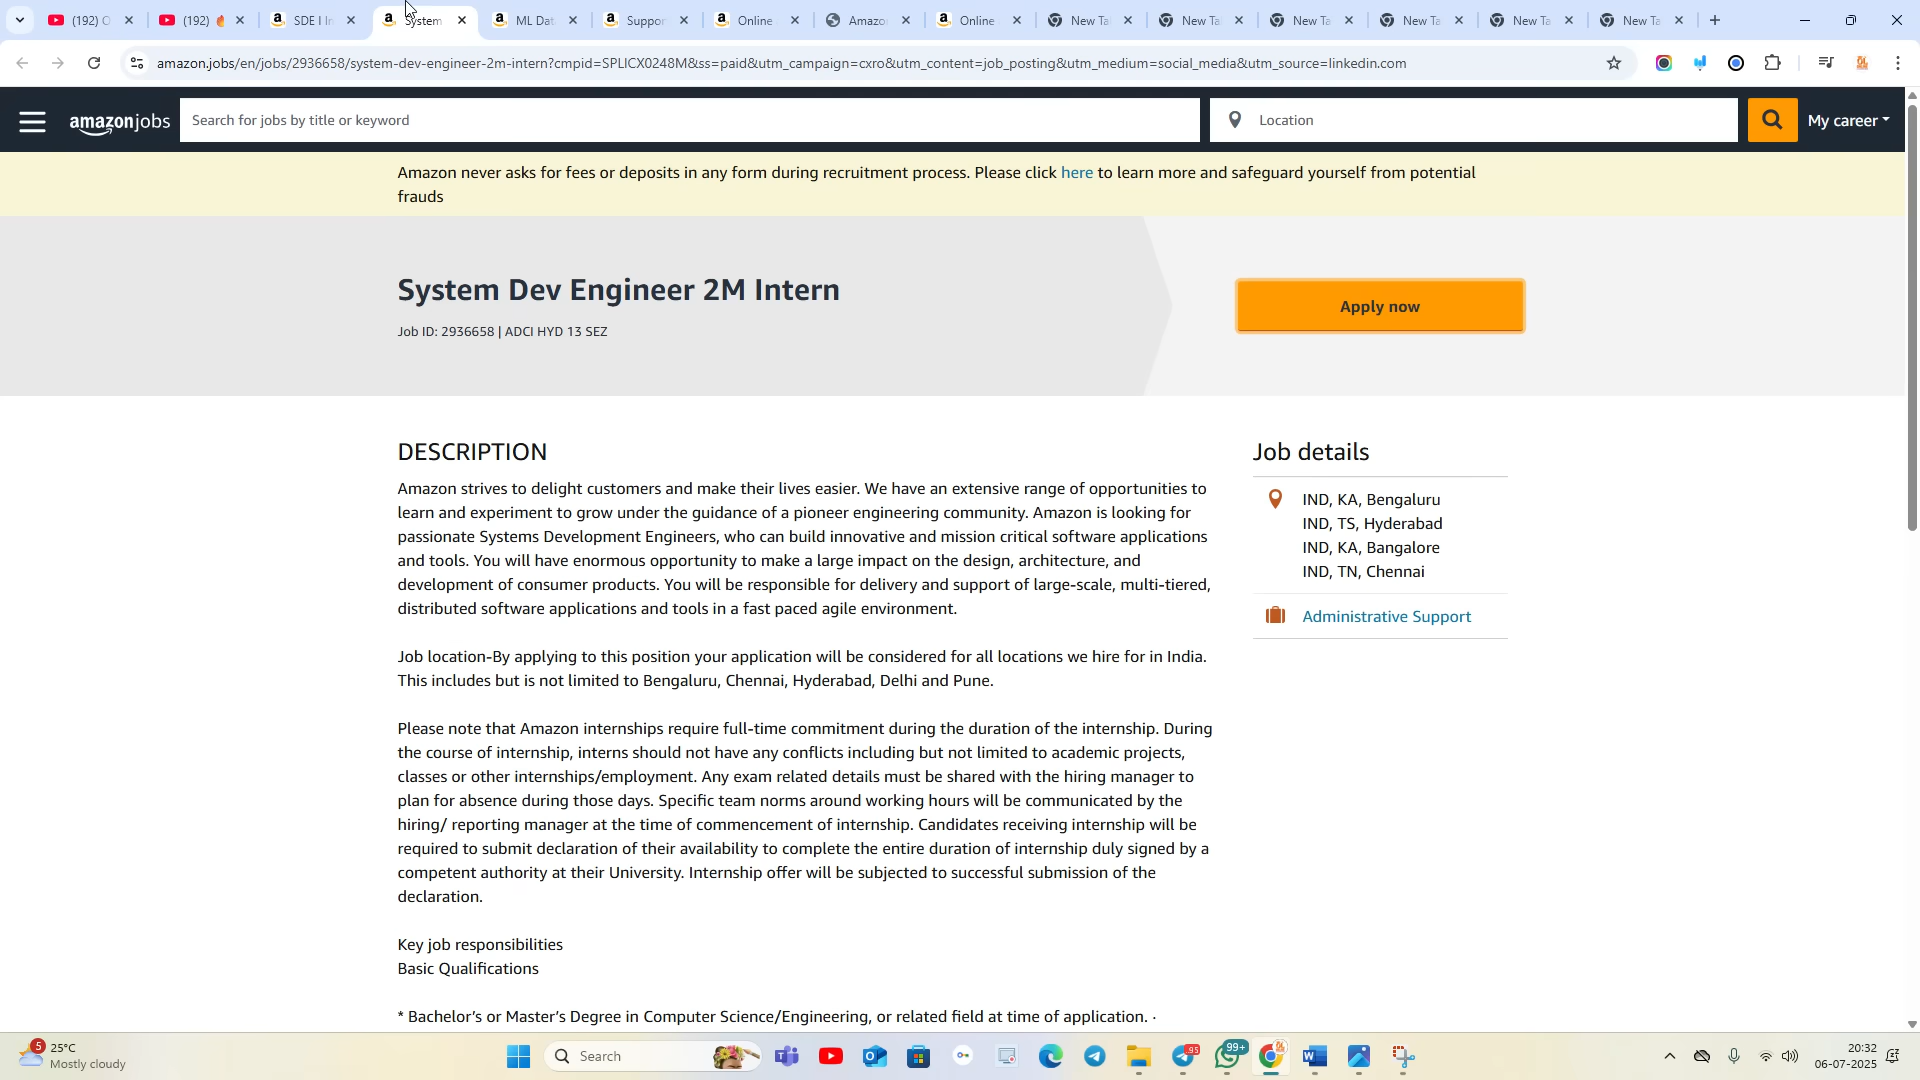 (192) O
(192) 🔥
SDE I In
System
ML Dat
Suppor
Online
Amazo
Online
New Ta
New Ta
New Ta
New Ta
New Ta
New Ta
amazon.jobs/en/jobs/2936658/system-dev-engineer-2m-intern?cmpid=SPLICX0248M&ss=paid&utm_campaign=cxro&utm_content=job_posting&utm_medium=social_media&utm_source=linkedin.com
amazonjobs
Search for jobs by title or keyword
Location
My career
Amazon never asks for fees or deposits in any form during recruitment process. Please click here to learn more and safeguard yourself from potential
frauds
System Dev Engineer 2M Intern
Job ID: 2936658 | ADCI HYD 13 SEZ
Apply now
DESCRIPTION
Amazon strives to delight customers and make their lives easier. We have an extensive range of opportunities to
learn and experiment to grow under the guidance of a pioneer engineering community. Amazon is looking for
passionate Systems Development Engineers, who can build innovative and mission critical software applications
and tools. You will have enormous opportunity to make a large impact on the design, architecture, and
development of consumer products. You will be responsible for delivery and support of large-scale, multi-tiered,
distributed software applications and tools in a fast paced agile environment.
Job location-By applying to this position your application will be considered for all locations we hire for in India.
This includes but is not limited to Bengaluru, Chennai, Hyderabad, Delhi and Pune.
Please note that Amazon internships require full-time commitment during the duration of the internship. During
the course of internship, interns should not have any conflicts including but not limited to academic projects,
classes or other internships/employment. Any exam related details must be shared with the hiring manager to
plan for absence during those days. Specific team norms around working hours will be communicated by the
hiring/ reporting manager at the time of commencement of internship. Candidates receiving internship will be
required to submit declaration of their availability to complete the entire duration of internship duly signed by a
competent authority at their University. Internship offer will be subjected to successful submission of the
declaration.
Key job responsibilities
Basic Qualifications
* Bachelor's or Master's Degree in Computer Science/Engineering, or related field at time of application. ·
Job details
IND, KA, Bengaluru
IND, TS, Hyderabad
IND, KA, Bangalore
IND, TN, Chennai
Administrative Support
5
25°C
Mostly cloudy
Search
95
99+
20:32
06-07-2025